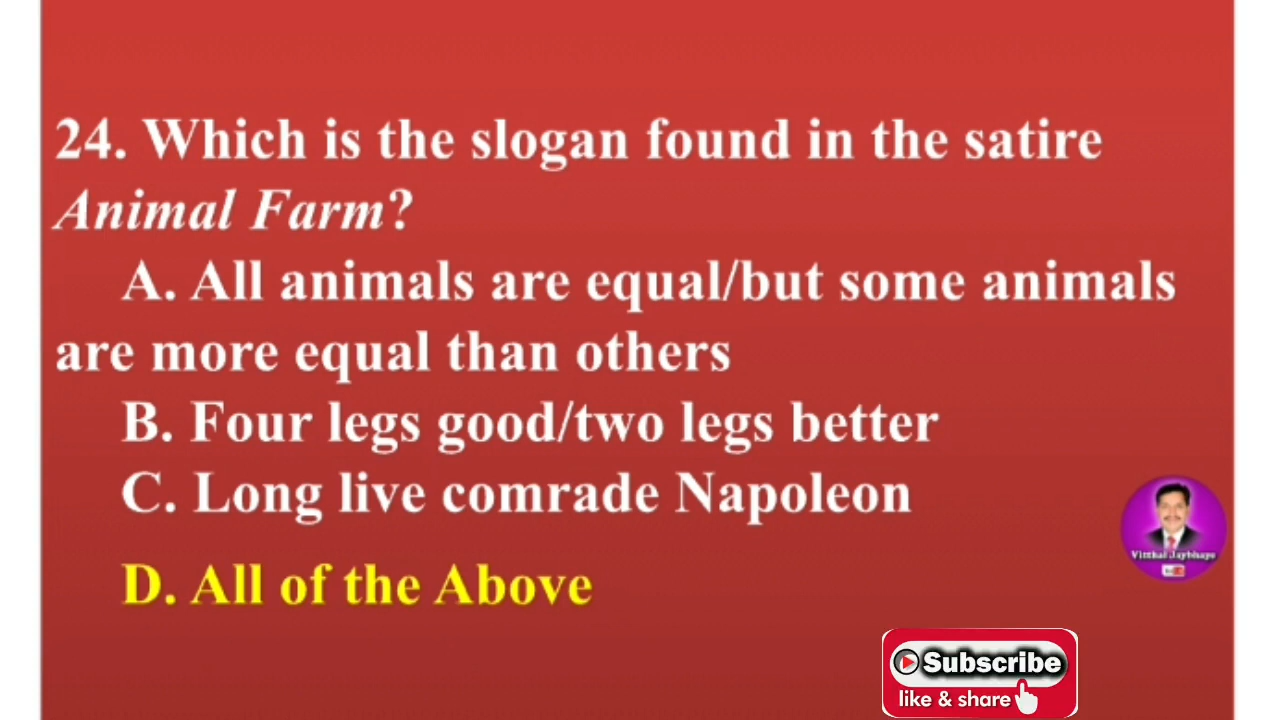 24. Which is the slogan found in the satire
Animal Farm?
A. All animals are equal/but some animals
are more equal than others
B. Four legs good/two legs better
C. Long live comrade Napoleon
Vitthal Jaybhaye
D. All of the Above
Subscribe
like & share